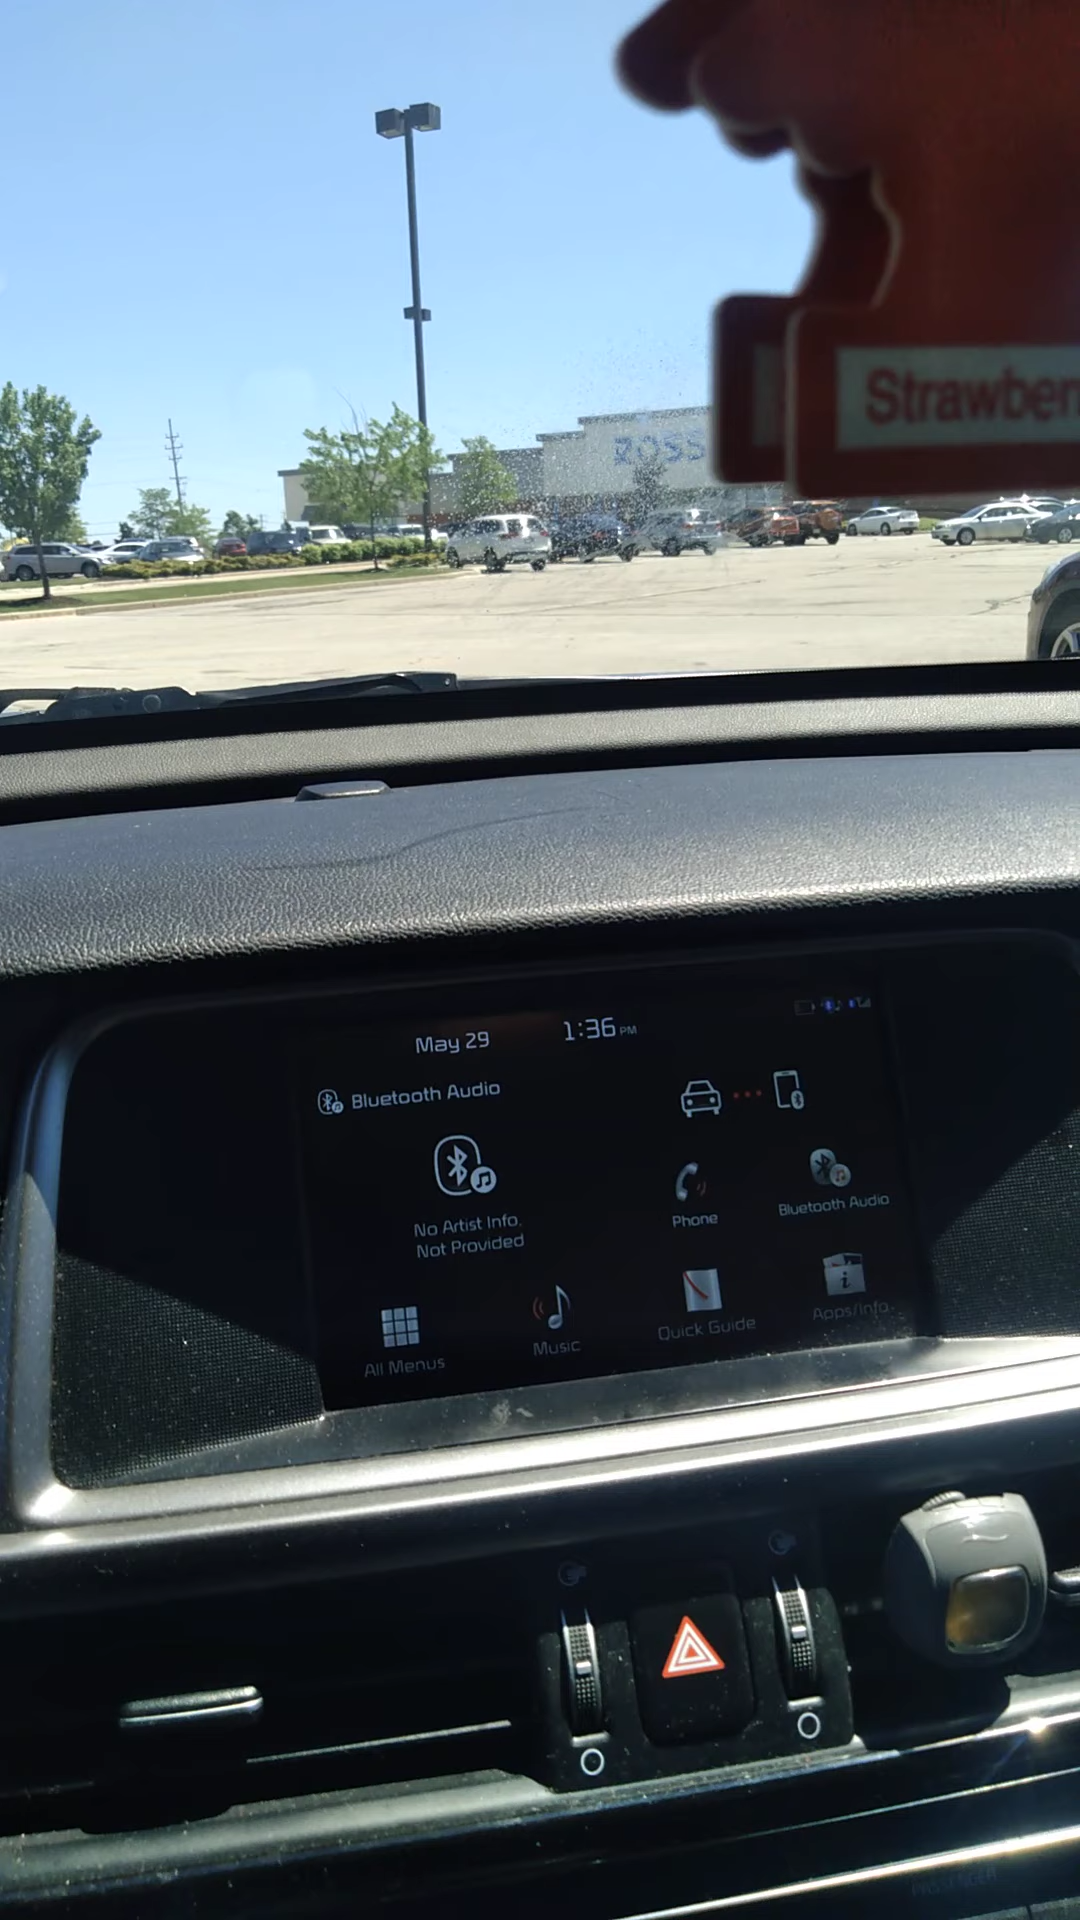 ROSS
Strawber
May 29
1:36 PM
Bluetooth Audio
No Artist Info.
Not Provided
Phone
Bluetooth Audio
All Menus
Music
Quick Guide
Apps/Info
PASSENGER